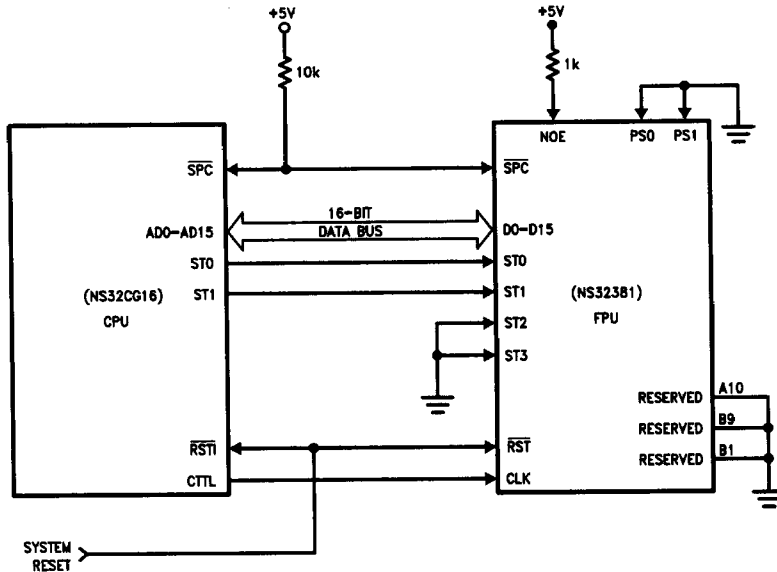 +5V
+5V
10k
1k
NOE
PS0
PS1
SPC
SPC
16-BIT
DATA BUS
AD0-AD15
D0-D15
ST0
ST0
(NS32CG16)
CPU
ST1
ST1
(NS32381)
FPU
ST2
ST3
RESERVED
A10
RESERVED
B9
RESERVED
B1
RSTI
RST
CTTL
CLK
SYSTEM
RESET